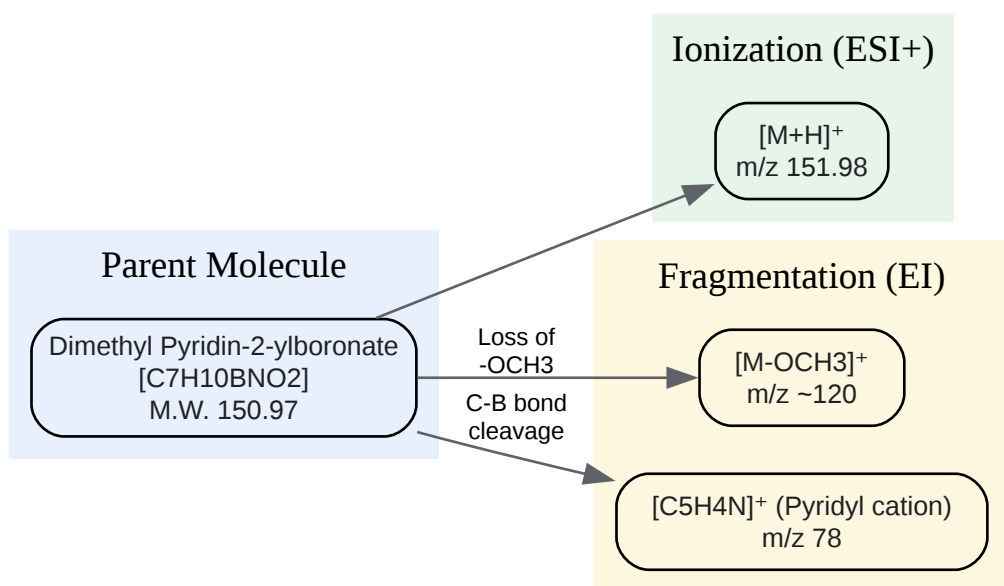 Ionization (ESI+)
[M+H]⁺
m/z 151.98
Parent Molecule
Dimethyl Pyridin-2-ylboronate
[C7H10BNO2]
M.W. 150.97
Loss of
-OCH3
C-B bond
cleavage
Fragmentation (EI)
[M-OCH3]⁺
m/z ~120
[C5H4N]⁺ (Pyridyl cation)
m/z 78